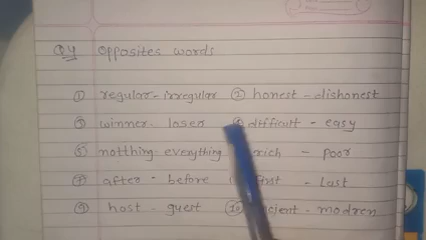 Q4 Opposites words
① regular - irregular ② honest - dishonest
③ winner - loser ④ difficult - easy
⑤ notthing - everything rich - poor
⑦ after - before - last
⑨ host - guest ⑩ - modren